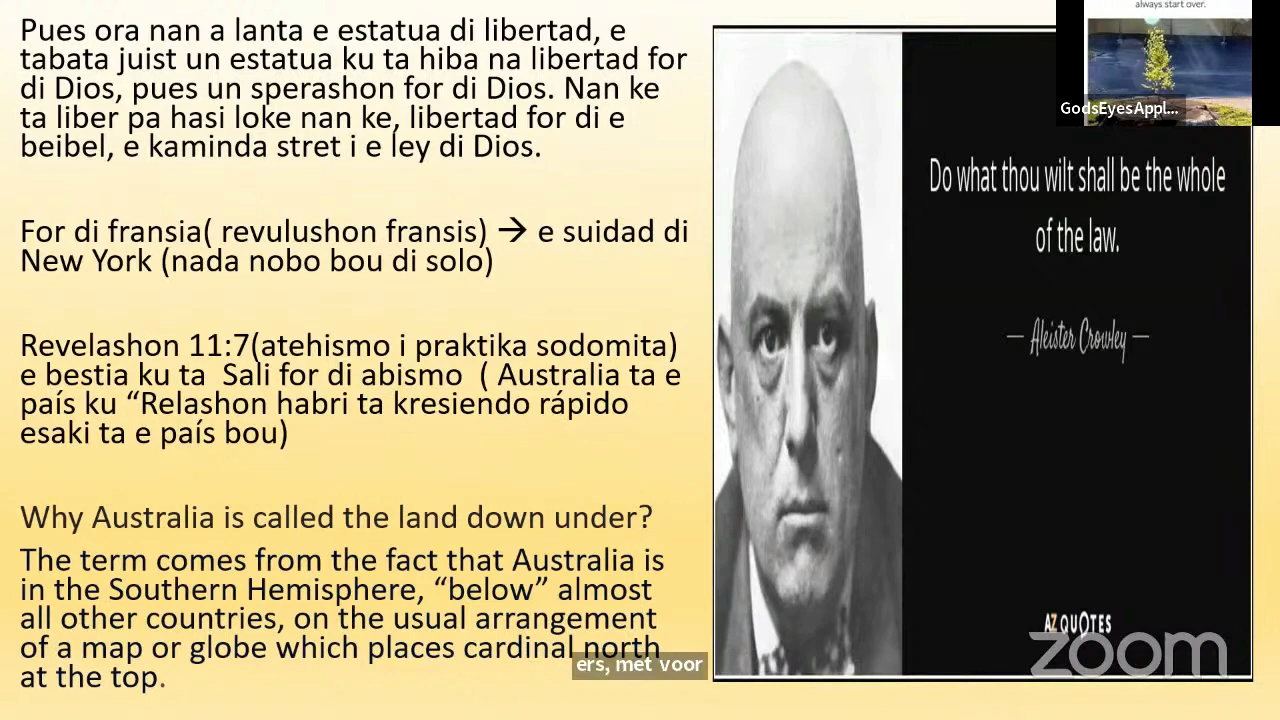 Pues ora nan a lanta e estatua di libertad, e
tabata juist un estatua ku ta hiba na libertad for
di Dios, pues un sperashon for di Dios. Nan ke
ta liber pa hasi loke nan ke, libertad for di e
beibel, e kaminda stret i e ley di Dios.
For di fransia( revulushon fransis) → e suidad di
New York (nada nobo bou di solo)
Revelashon 11:7(atehismo i praktika sodomita)
e bestia ku ta Sali for di abismo ( Australia ta e
país ku “Relashon habri ta kresiendo rápido
esaki ta e país bou)
Why Australia is called the land down under?
The term comes from the fact that Australia is
in the Southern Hemisphere, “below” almost
all other countries, on the usual arrangement
of a map or globe which places cardinal north
at the top.
ers, met voor
always start over.
GodsEyesAppl...
Do what thou wilt shall be the whole
of the law.
— Aleister Crowley —
AZ QUOTES
zoom